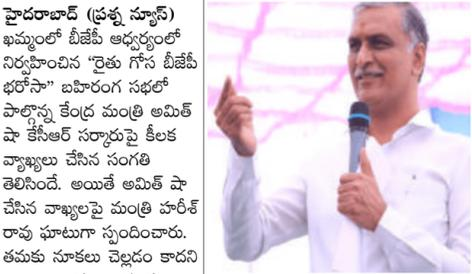 హైదరాబాద్ (ప్రశ్న న్యూస్)
ఖమ్మంలో బీజేపీ ఆధ్వర్యంలో
నిర్వహించిన “రైతు గోస బీజేపీ
భరోసా” బహిరంగ సభలో
పాల్గొన్న కేంద్ర మంత్రి అమిత్
షా కేసీఆర్ సర్కారుపై కీలక
వ్యాఖ్యలు చేసిన సంగతి
తెలిసిందే. అయితే అమిత్ షా
చేసిన వాఖ్యలపై మంత్రి హరీశ్
రావు ఘాటుగా స్పందించారు.
తమకు నూకలు చెల్లడం కాదని